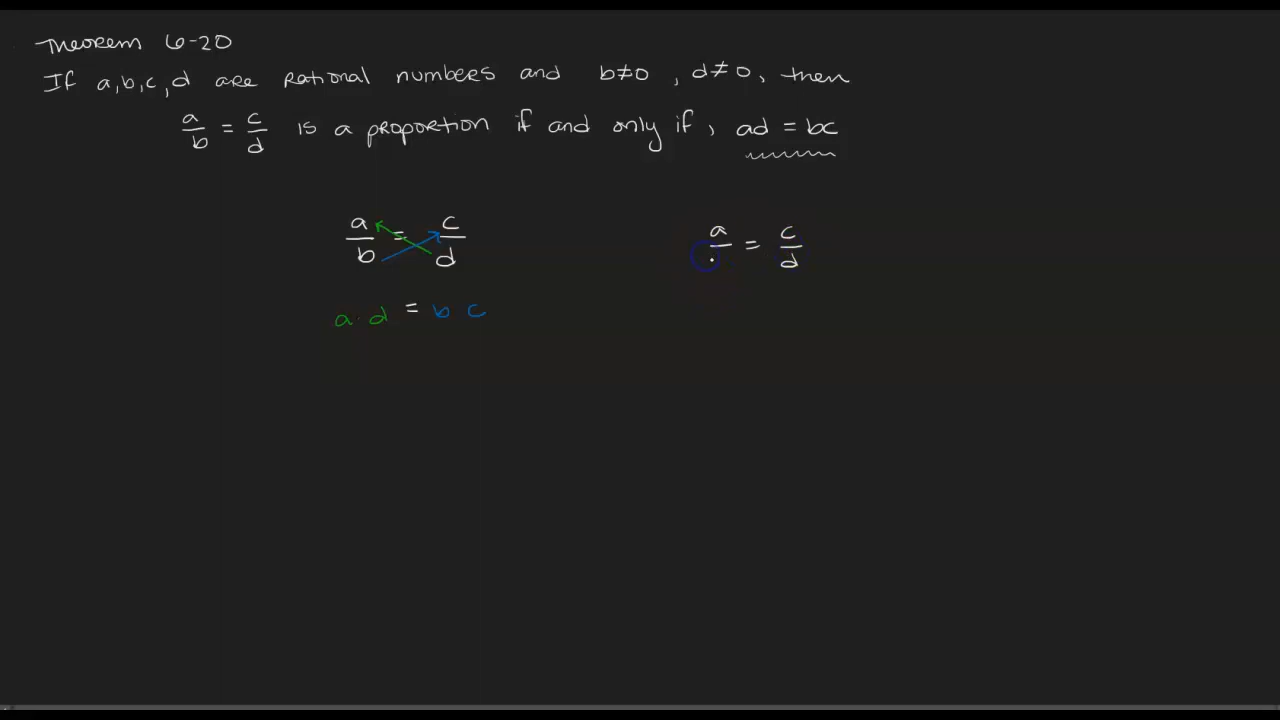 Theorem 6-20
If a,b,c,d are rational numbers and b≠0, d≠0, then
a/b = c/d is a proportion if and only if, ad = bc
a/b = c/d
a/ = c/d
a·d = b c